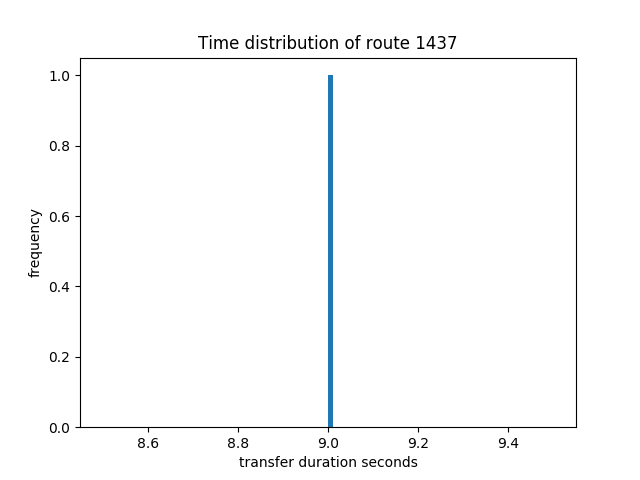 Time distribution of route 1437
1.0
0.8
0.6
0.4
0.2
0.0
frequency
8.6 8.8 9.0 9.2 9.4
transfer duration seconds